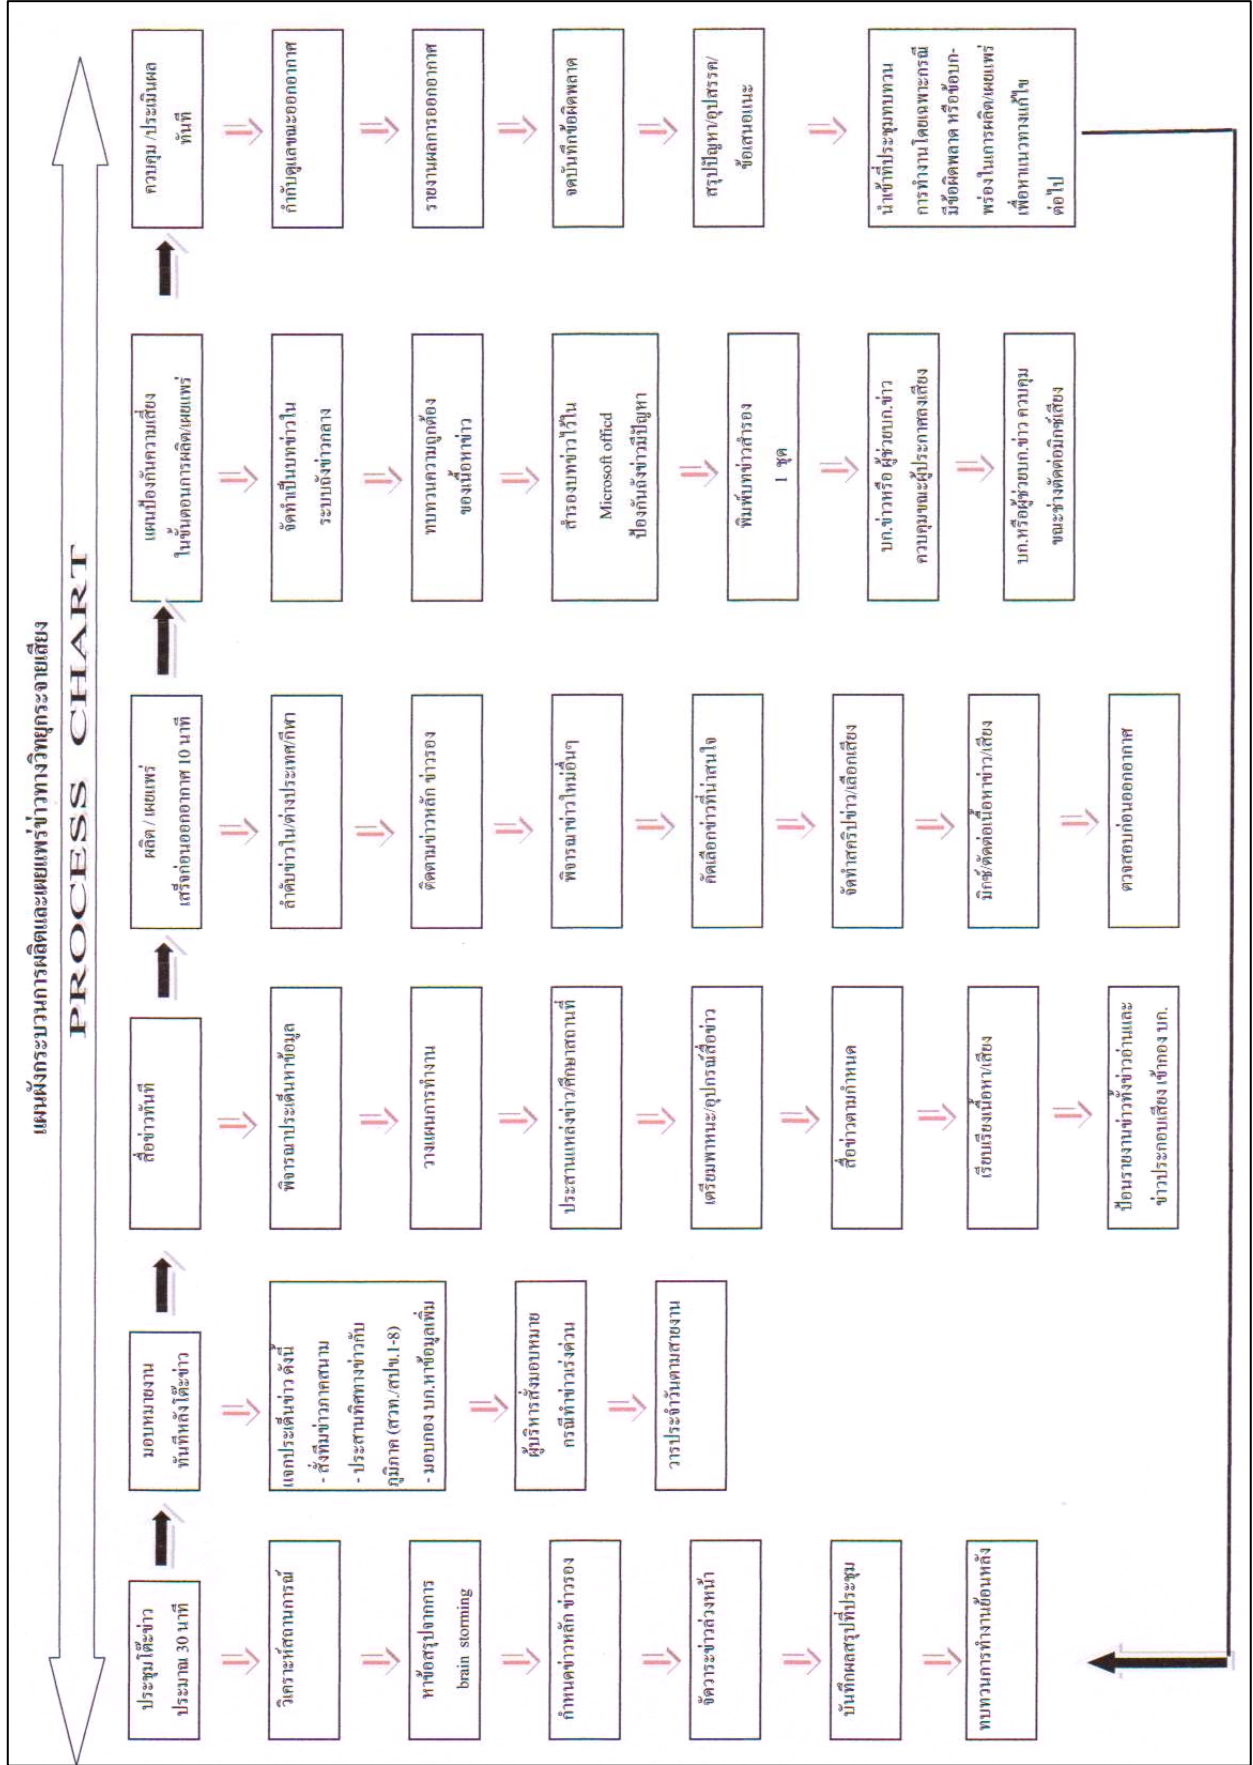 แผนผังกระบวนการผลิตและเผยแพร่ข่าวทางวิทยุกระจายเสียง
PROCESS CHART
ประชุมโต๊ะข่าว
ประมาณ 30 นาที
วิเคราะห์สถานการณ์
หาข้อสรุปจากการ
brain storming
กำหนดข่าวหลัก ข่าวรอง
จัดวาระข่าวล่วงหน้า
บันทึกผลสรุปที่ประชุม
ทบทวนการทำงานย้อนหลัง
มอบหมายงาน
ทันทีหลังโต๊ะข่าว
แจกประเด็นข่าว ดังนี้
- สั่งทีมข่าวภาคสนาม
- ประสานทิศทางข่าวกับ
ภูมิภาค (สวท./สปข.1-8)
- มอบกอง บก.หาข้อมูลเพิ่ม
ผู้บริหารสั่งมอบหมาย
กรณีทำข่าวเร่งด่วน
วารประจำวันตามสายงาน
สื่อข่าวทันที
พิจารณาประเด็นหาข้อมูล
วางแผนการทำงาน
ประสานแหล่งข่าว/ศึกษาสถานที่
เตรียมพาหนะ/อุปกรณ์สื่อข่าว
สื่อข่าวตามกำหนด
เรียบเรียงเนื้อหา/เสียง
ป้อนรายงานข่าวทั้งข่าวอ่านและ
ข่าวประกอบเสียง เข้ากอง บก.
ผลิต / เผยแพร่
เสร็จก่อนออกอากาศ 10 นาที
ลำดับข่าวใน/ต่างประเทศ/กีฬา
ติดตามข่าวหลัก ข่าวรอง
พิจารณาข่าวใหม่อื่นๆ
คัดเลือกข่าวที่น่าสนใจ
จัดทำสคริปข่าว/เลือกเสียง
มิกซ์/ตัดต่อเนื้อหาข่าว/เสียง
ตวจสอบก่อนออกอากาศ
แผนป้องกันความเสี่ยง
ในขั้นตอนการผลิต/เผยแพร่
จัดทำเป็นบทข่าวใน
ระบบถังข่าวกลาง
ทบทวนความถูกต้อง
ของเนื้อหาข่าว
สำรองบทข่าวไว้ใน
Microsoft officd
ป้องกันถังข่าวมีปัญหา
พิมพ์บทข่าวสำรอง
1 ชุด
บก.ข่าวหรือ ผู้ช่วยบก.ข่าว
ควบคุมขณะผู้ประกาศลงเสียง
บก.หรือผู้ช่วยบก.ข่าว ควบคุม
ขณะช่างตัดต่อมิกซ์เสียง
ควบคุม /ประเมินผล
ทันที
กำกับดูแลขณะออกอากาศ
รายงานผลการออกอากาศ
จดบันทึกข้อผิดพลาด
สรุปปัญหา/อุปสรรค/
ข้อเสนอแนะ
นำเข้าที่ประชุมทบทวน
การทำงานโดยเฉพาะกรณี
มีข้อผิดพลาด หรือข้อบก-
พร่องในการผลิต/เผยแพร่
เพื่อหาแนวทางแก้ไข
ต่อไป